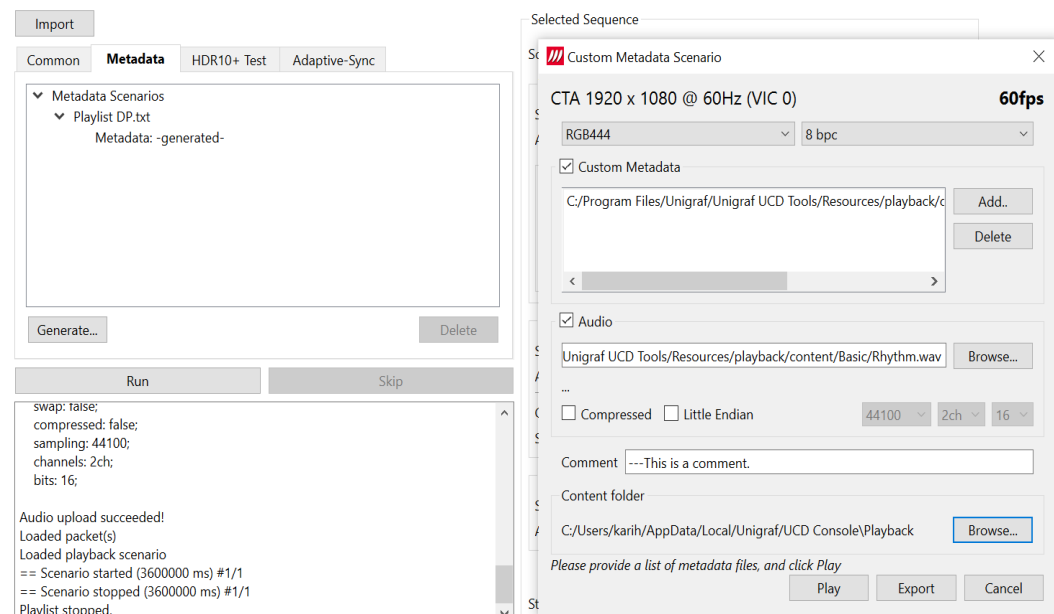 Import
Common
Metadata
HDR10+ Test
Adaptive-Sync
Metadata Scenarios
Playlist DP.txt
Metadata: -generated-
Generate...
Delete
Run
Skip
swap: false;
compressed: false;
sampling: 44100;
channels: 2ch;
bits: 16;
Audio upload succeeded!
Loaded packet(s)
Loaded playback scenario
== Scenario started (3600000 ms) #1/1
== Scenario stopped (3600000 ms) #1/1
Playlist stopped.
Selected Sequence
Custom Metadata Scenario
CTA 1920 x 1080 @ 60Hz (VIC 0)
60fps
RGB444
8 bpc
Custom Metadata
C:/Program Files/Unigraf/Unigraf UCD Tools/Resources/playback/c
Add..
Delete
Audio
Unigraf UCD Tools/Resources/playback/content/Basic/Rhythm.wav
Browse...
...
Compressed
Little Endian
44100
2ch
16
Comment
---This is a comment.
Content folder
C:/Users/karih/AppData/Local/Unigraf/UCD Console\Playback
Browse...
Please provide a list of metadata files, and click Play
Play
Export
Cancel
St